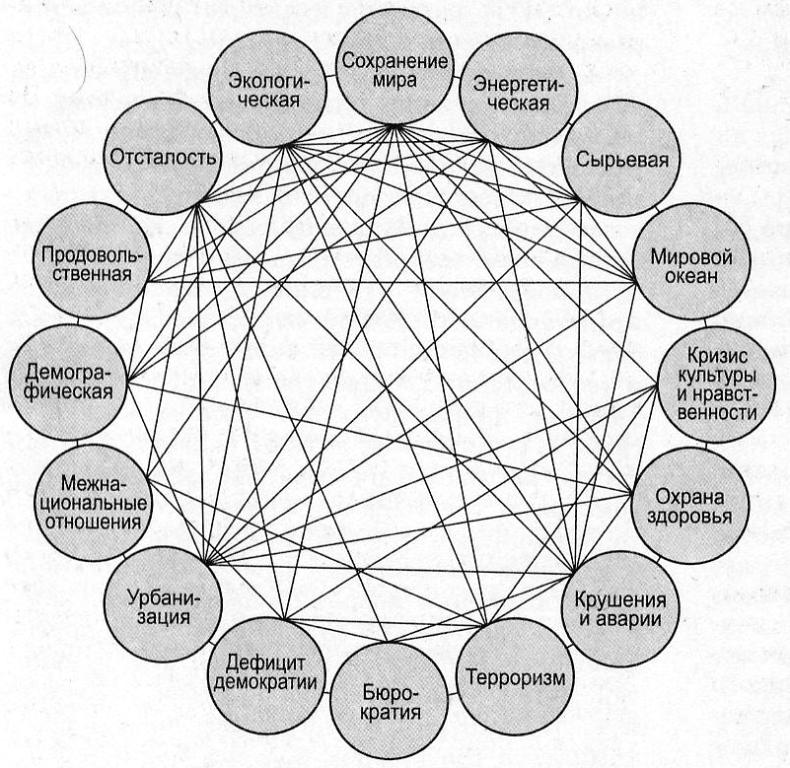 Сохранение
мира
Энергети-
ческая
Сырьевая
Мировой
океан
Кризис
культуры
и нравст-
венности
Охрана
здоровья
Крушения
и аварии
Терроризм
Бюро-
кратия
Дефицит
демократии
Урбани-
зация
Межна-
циональные
отношения
Демогра-
фическая
Продоволь-
ственная
Отсталость
Экологи-
ческая